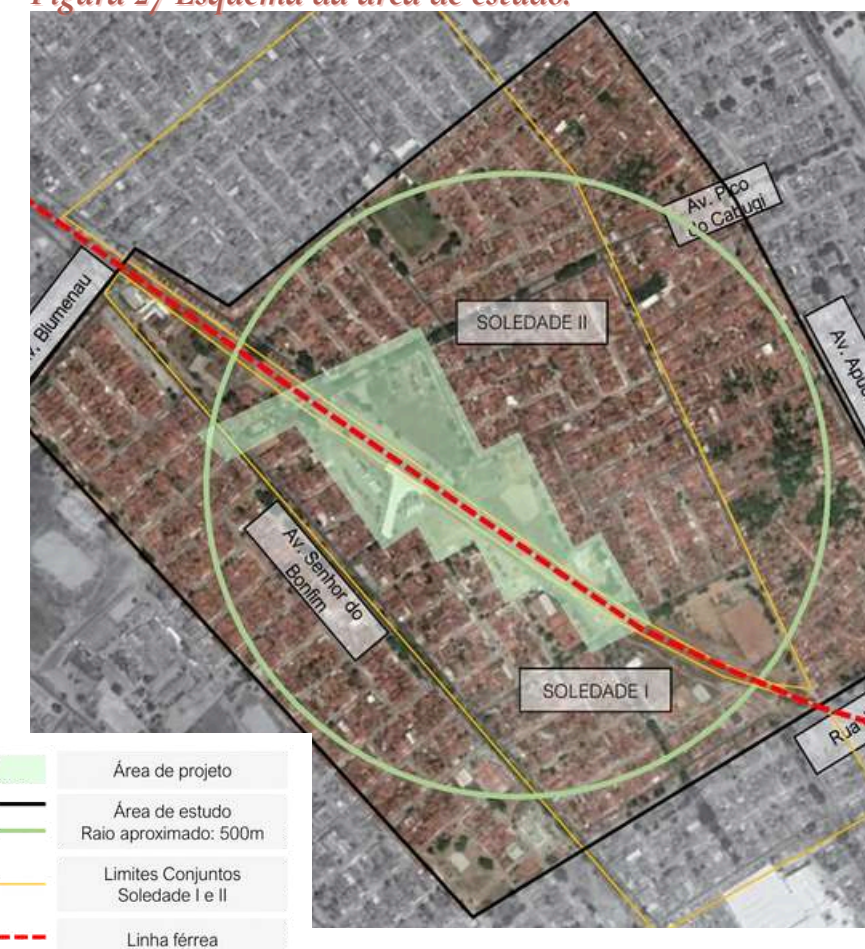 Figura 2/ Esquema da área de estudo.
Av. Pico
do Cabugi
Blumenau
SOLEDADE II
Av.
Av. Senhor do
Bonfim
SOLEDADE I
Rua
Área de projeto
Área de estudo
Raio aproximado: 500m
Limites Conjuntos
Soledade I e II
Linha férrea